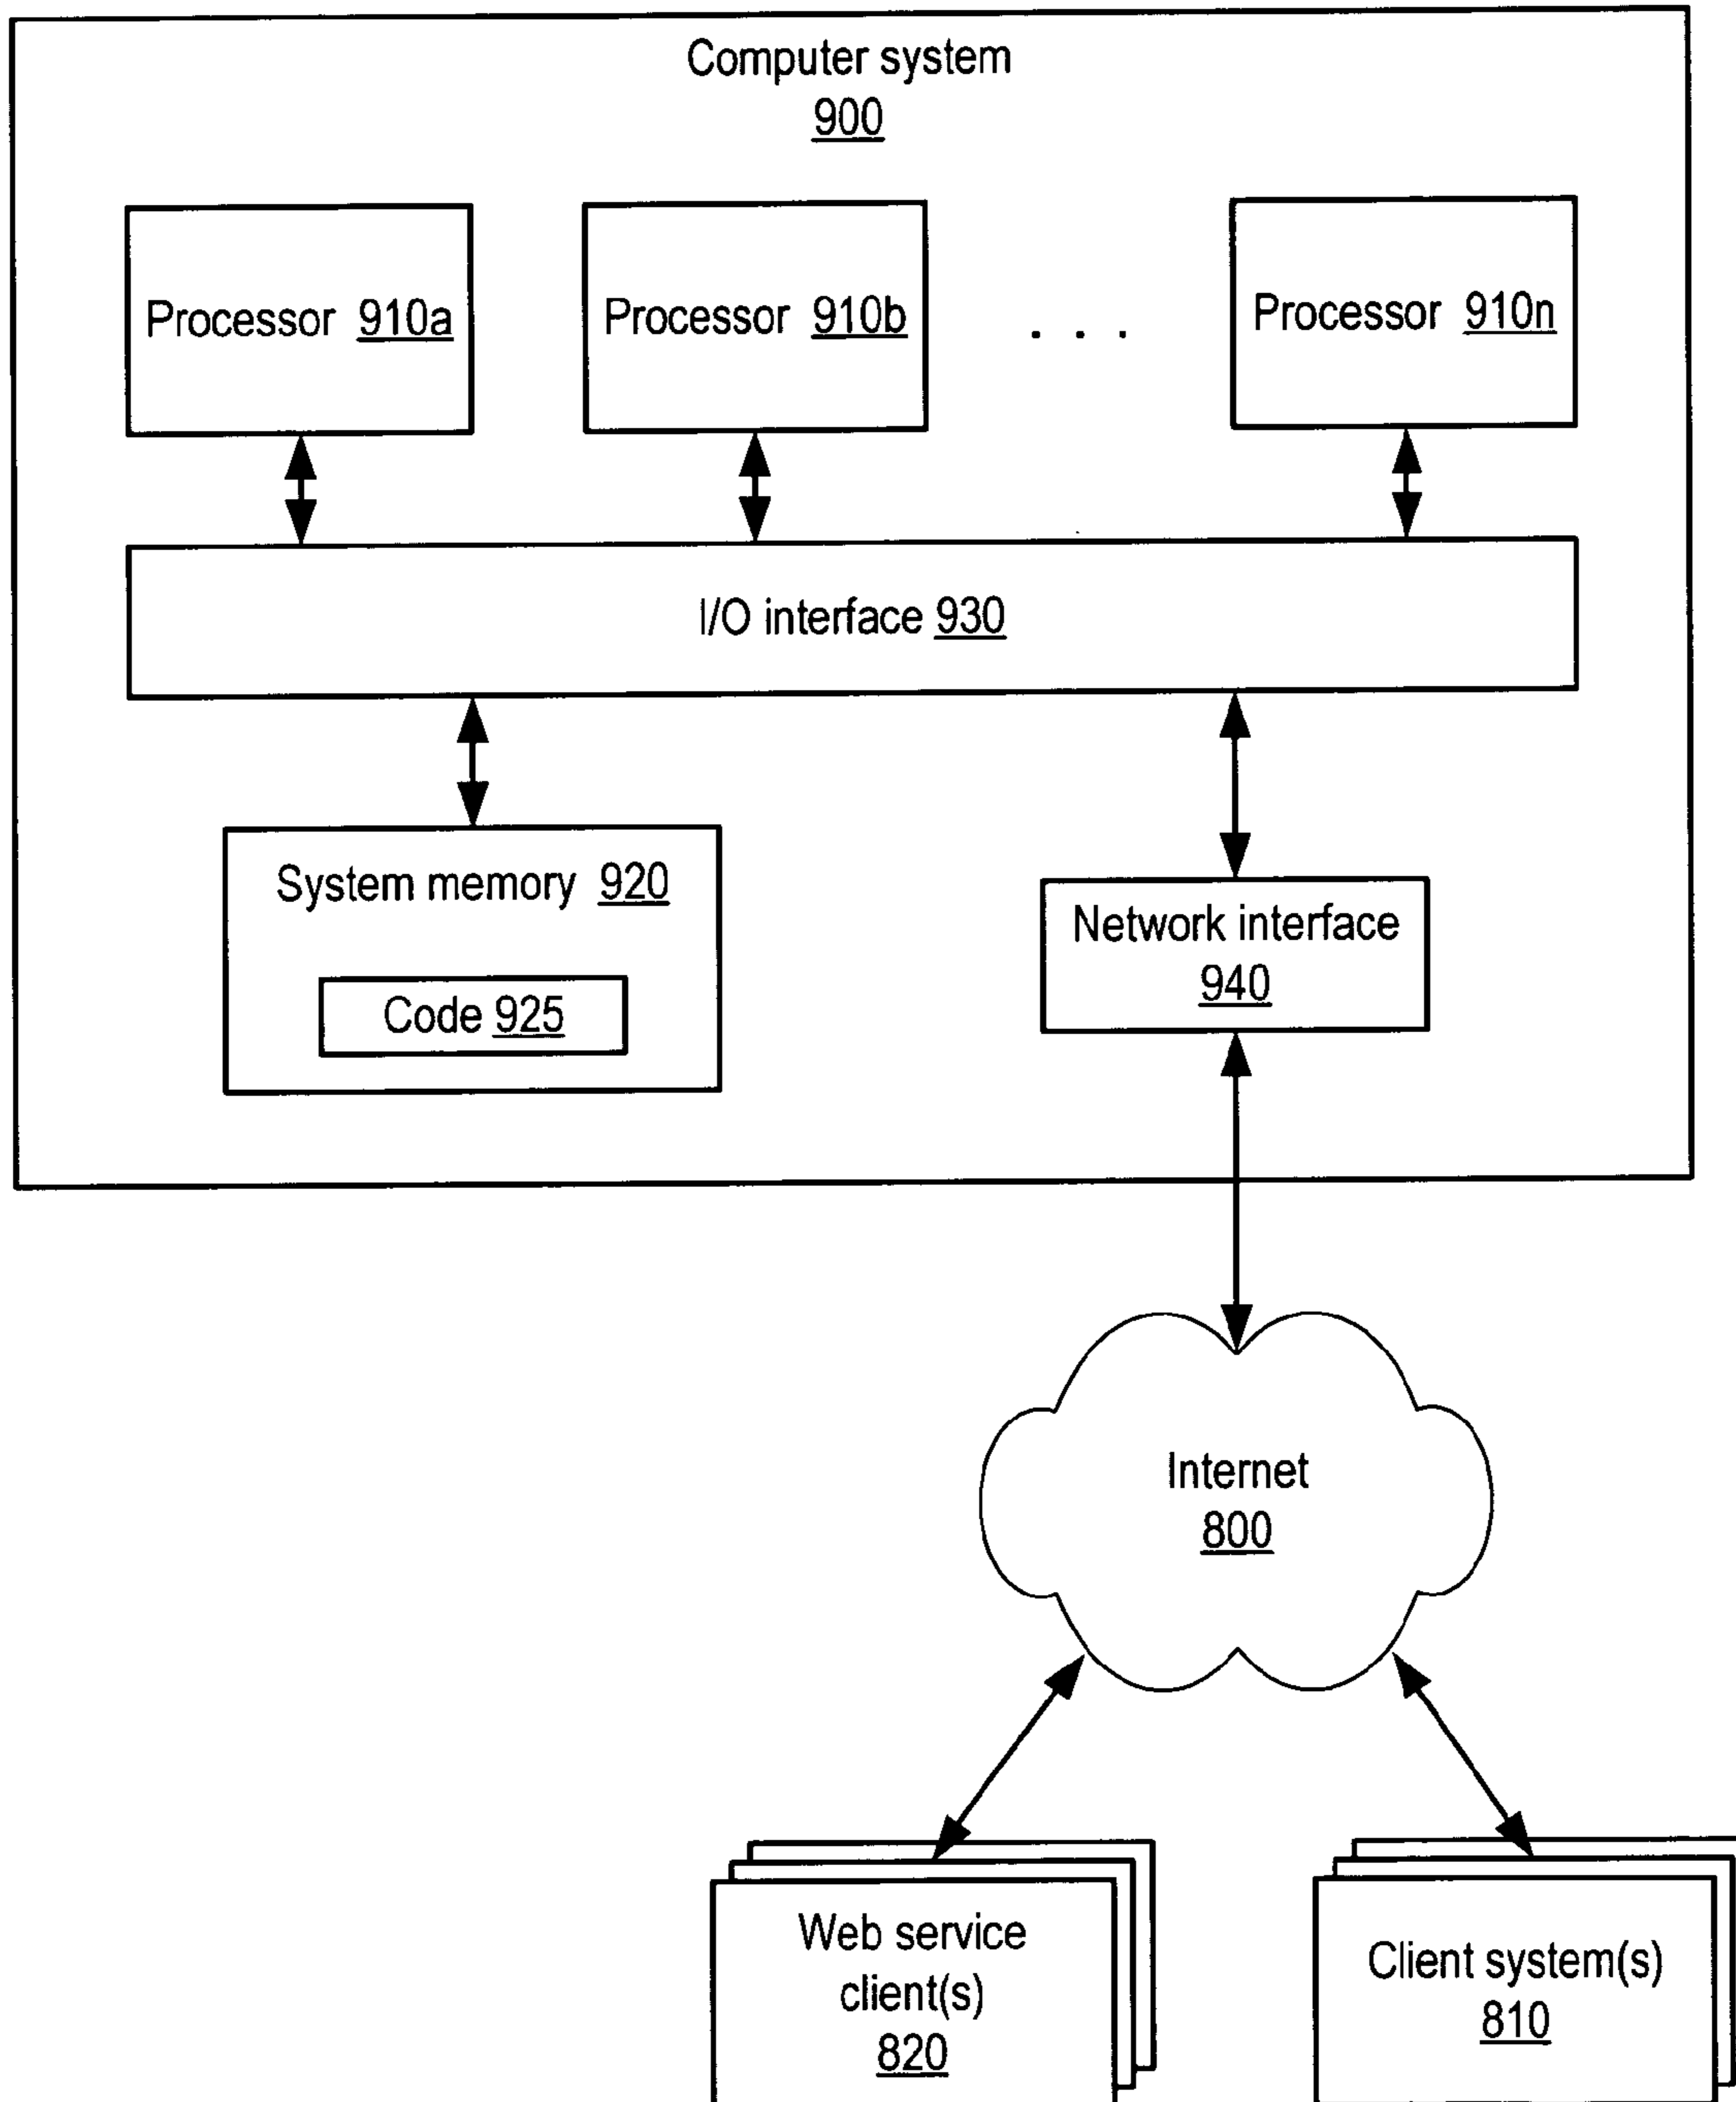 Computer system
900
Processor 910a
Processor 910b
. . .
Processor 910n
I/O interface 930
System memory 920
Code 925
Network interface
940
Internet
800
Web service
client(s)
820
Client system(s)
810